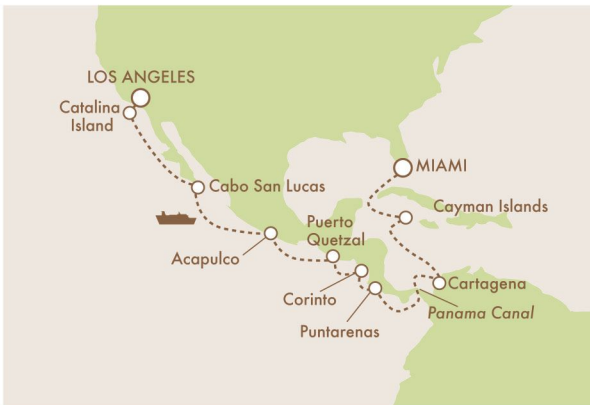 LOS ANGELES
Catalina
Island
MIAMI
Cabo San Lucas
Cayman Islands
Puerto
Quetzal
Acapulco
Cartagena
Corinto
Panama Canal
Puntarenas